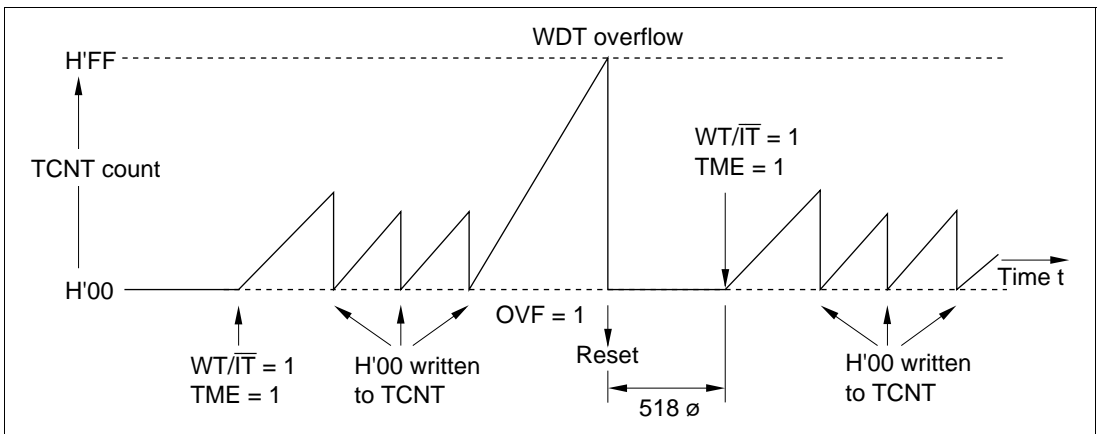 WDT overflow
H'FF
WT/IT = 1
TME = 1
TCNT count
Time t
H'00
OVF = 1
WT/IT = 1
TME = 1
H'00 written
to TCNT
Reset
H'00 written
to TCNT
518 ø